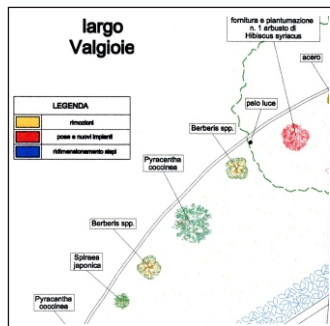 largo
Valgioie
fornitura e plantumazione
n. 1 arbusto di
Hibiscus syriacus
acero
LEGENDA
rimozioni
pose e nuovi impianti
ridimensionamento siepi
palo luce
Berberis spp.
Pyracantha
coccinea
Berberis spp.
Spiraea
japonica
Pyracantha
coccinea